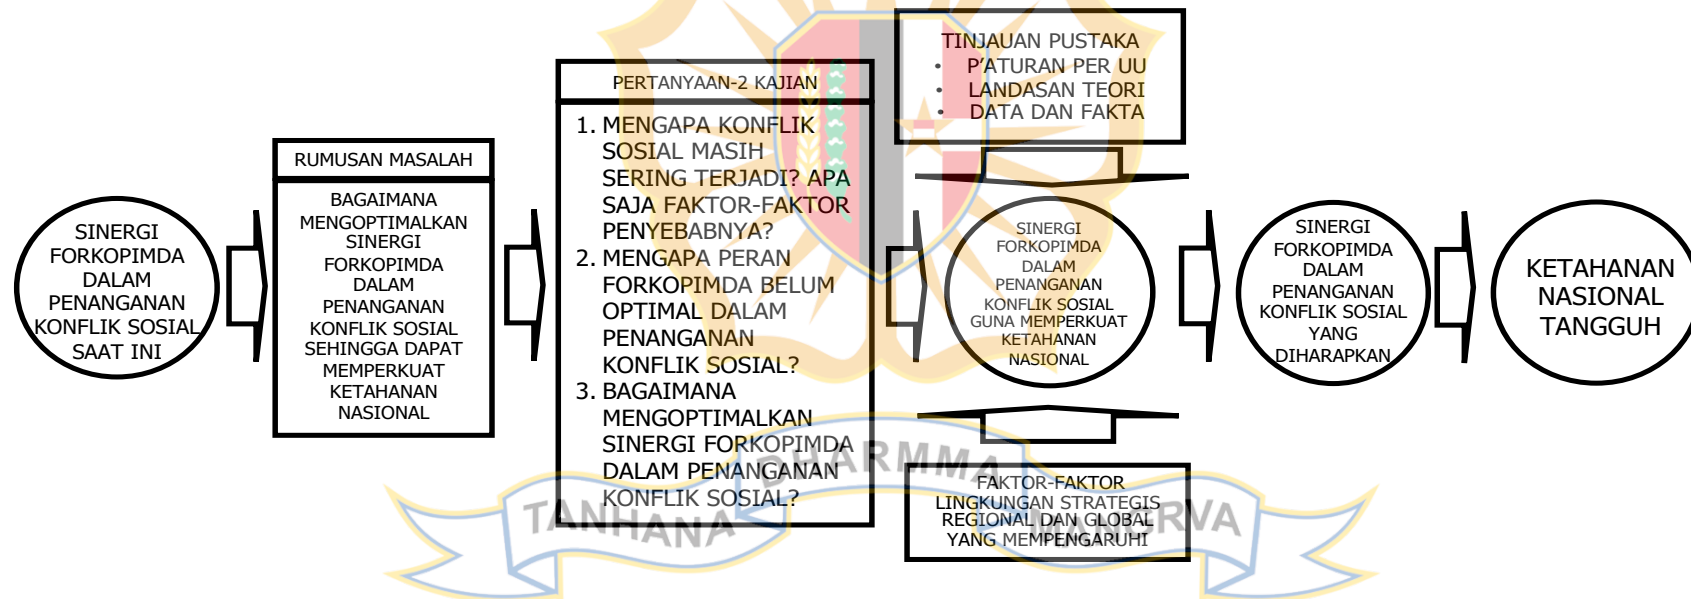 SINERGI
FORKOPIMDA
DALAM
PENANGANAN
KONFLIK SOSIAL
SAAT INI
RUMUSAN MASALAH
BAGAIMANA
MENGOPTIMALKAN
SINERGI
FORKOPIMDA
DALAM
PENANGANAN
KONFLIK SOSIAL
SEHINGGA DAPAT
MEMPERKUAT
KETAHANAN
NASIONAL
PERTANYAAN-2 KAJIAN
1. MENGAPA KONFLIK
SOSIAL MASIH
SERING TERJADI? APA
SAJA FAKTOR-FAKTOR
PENYEBABNYA?
2. MENGAPA PERAN
FORKOPIMDA BELUM
OPTIMAL DALAM
PENANGANAN
KONFLIK SOSIAL?
3. BAGAIMANA
MENGOPTIMALKAN
SINERGI FORKOPIMDA
DALAM PENANGANAN
KONFLIK SOSIAL?
TINJAUAN PUSTAKA
• P'ATURAN PER UU
• LANDASAN TEORI
• DATA DAN FAKTA
SINERGI
FORKOPIMDA
DALAM
PENANGANAN
KONFLIK SOSIAL
GUNA MEMPERKUAT
KETAHANAN
NASIONAL
FAKTOR-FAKTOR
LINGKUNGAN STRATEGIS
REGIONAL DAN GLOBAL
YANG MEMPENGARUHI
SINERGI
FORKOPIMDA
DALAM
PENANGANAN
KONFLIK SOSIAL
YANG
DIHARAPKAN
KETAHANAN
NASIONAL
TANGGUH
TANHANA DHARMMA MANGRVA